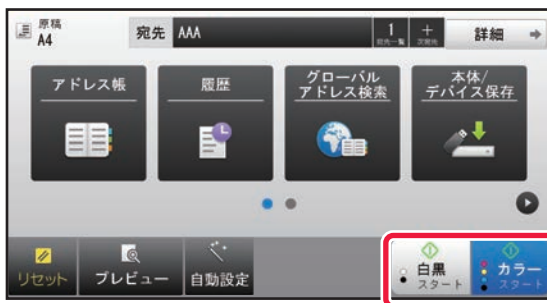 原稿
A4
宛先 AAA
1
宛先一覧
+
次宛先
詳細
アドレス帳
履歴
グローバル
アドレス検索
本体/
デバイス保存
リセット
プレビュー
自動設定
白黒
スタート
カラー
スタート